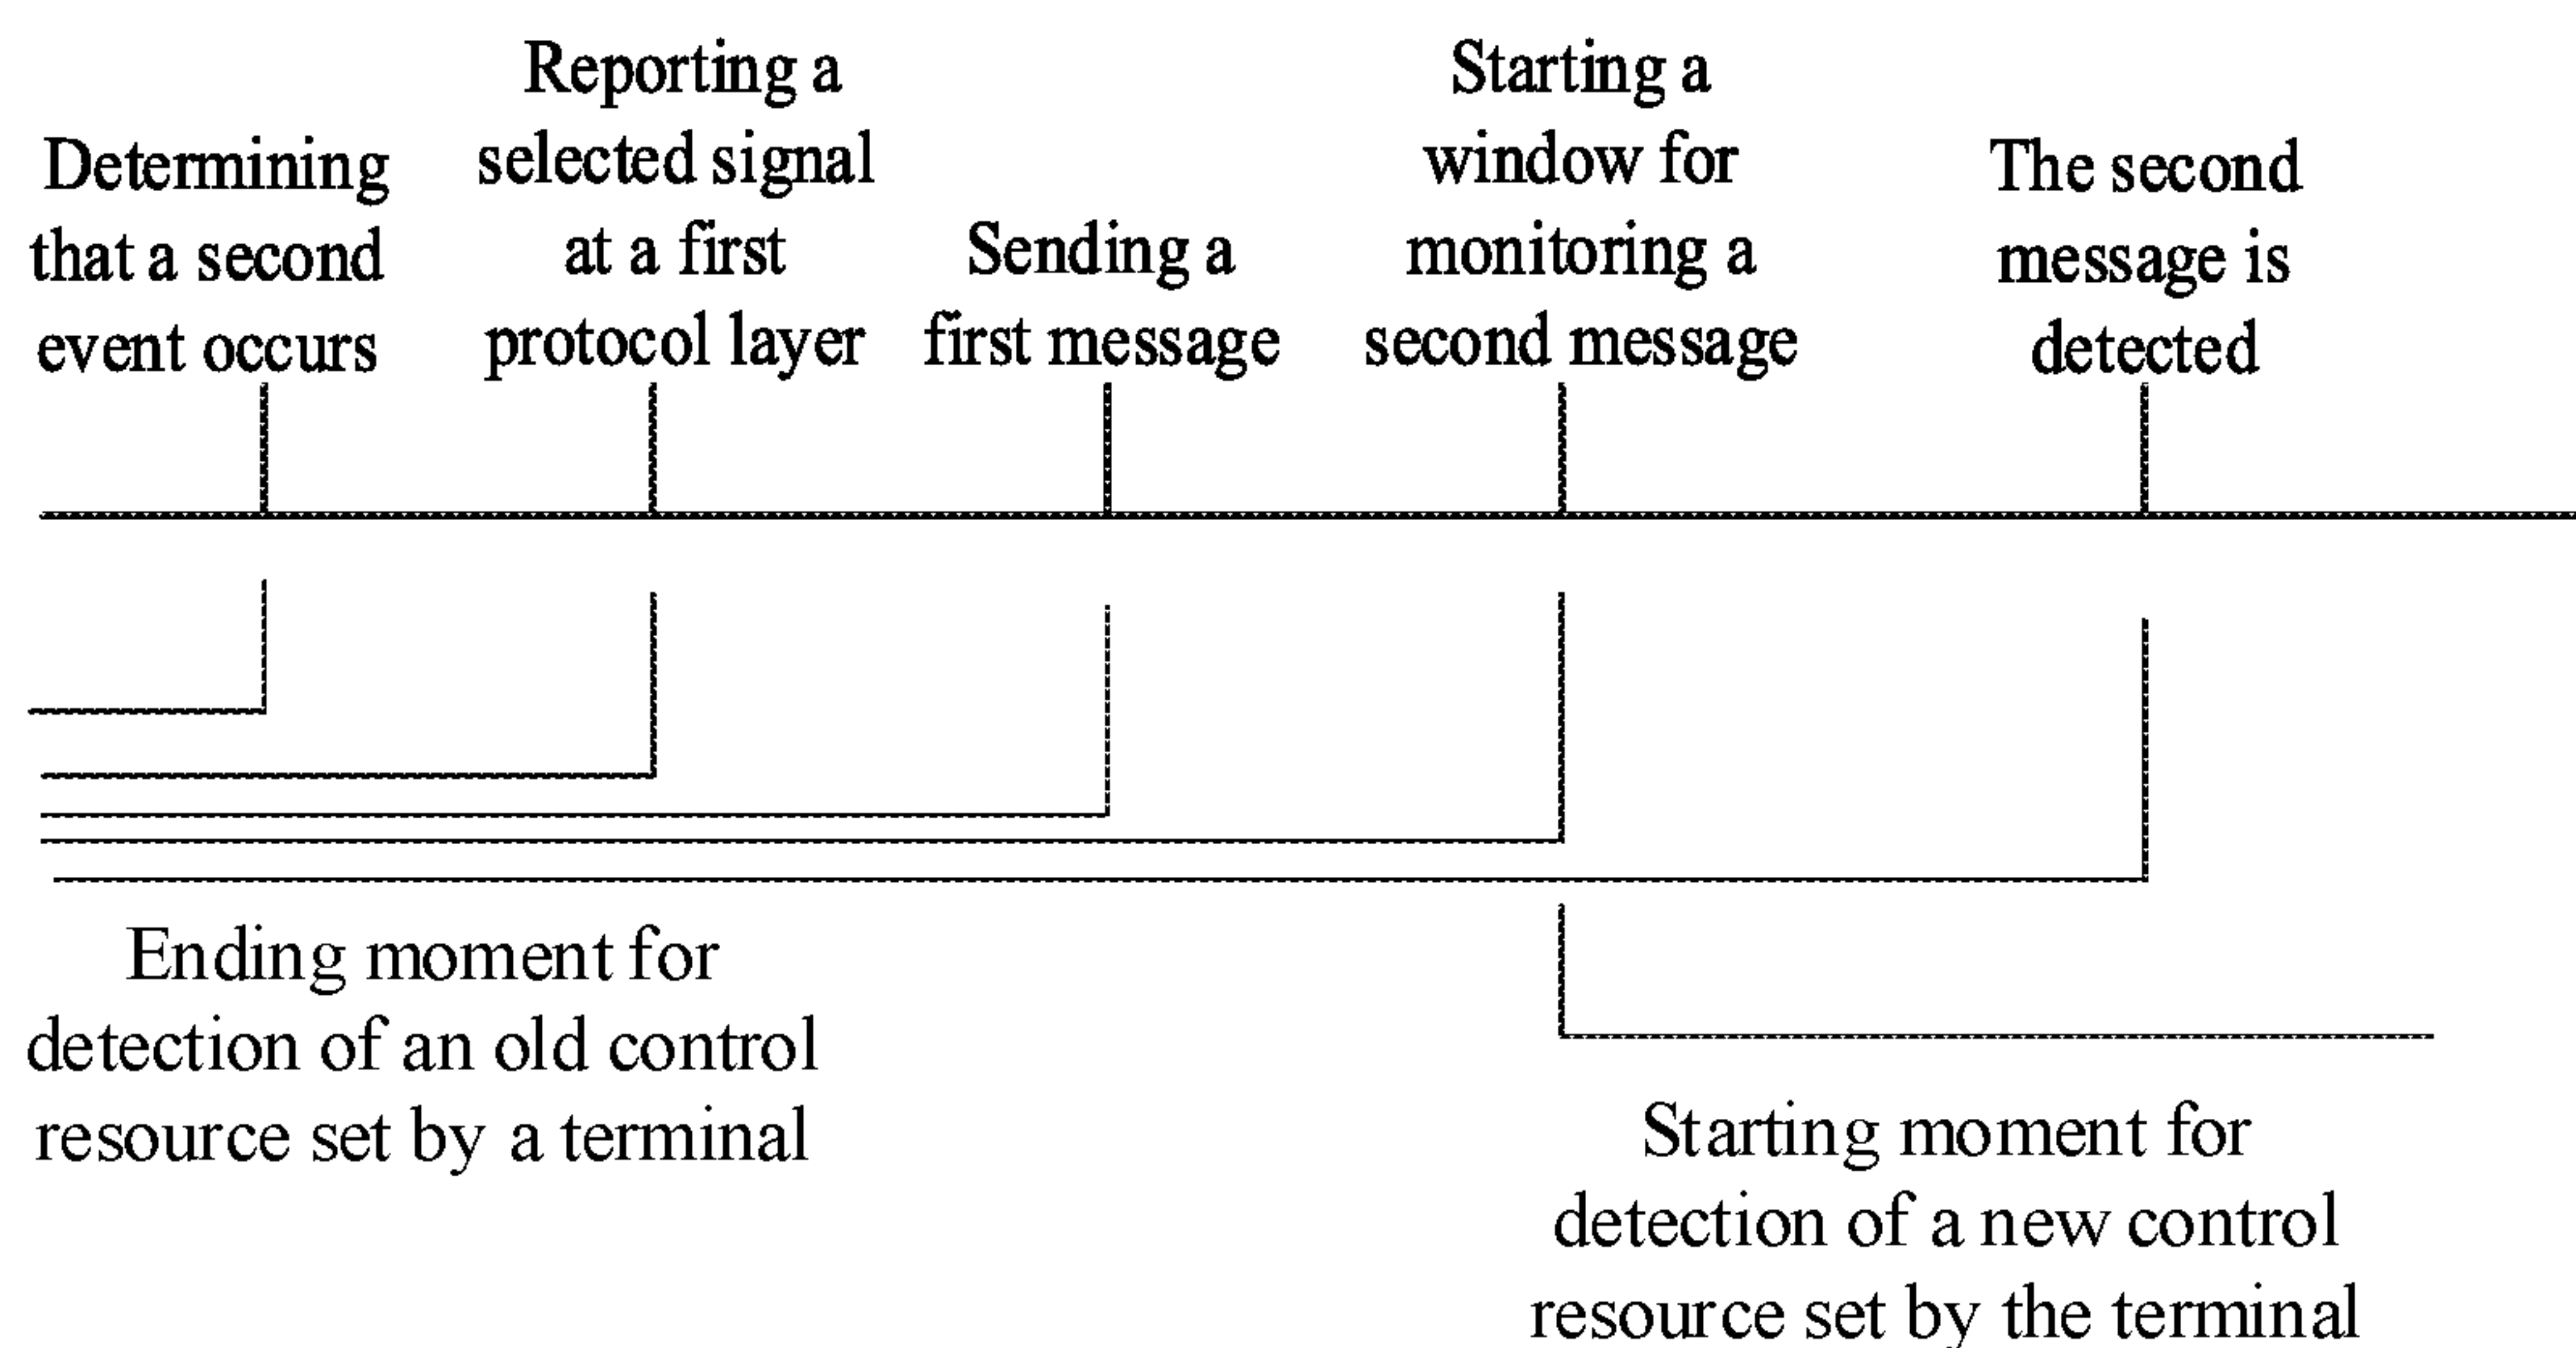 Determining
that a second
event occurs
Reporting a
selected signal
at a first
protocol layer
Sending a
first message
Starting a
window for
monitoring a
second message
The second
message is
detected
Ending moment for
detection of an old control
resource set by a terminal
Starting moment for
detection of a new control
resource set by the terminal